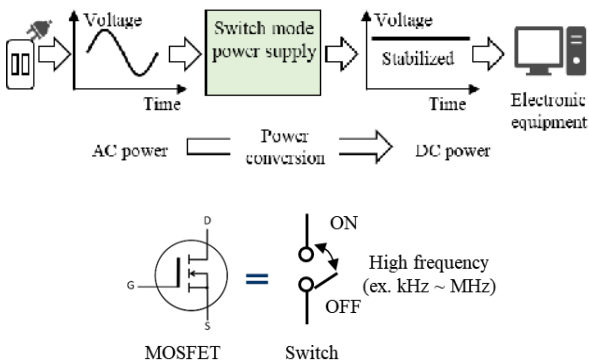 Voltage
Time
Switch mode
power supply
Voltage
Stabilized
Time
Electronic
equipment
AC power
Power
conversion
DC power
D
G
S
MOSFET
=
ON
OFF
Switch
High frequency
(ex. kHz ~ MHz)